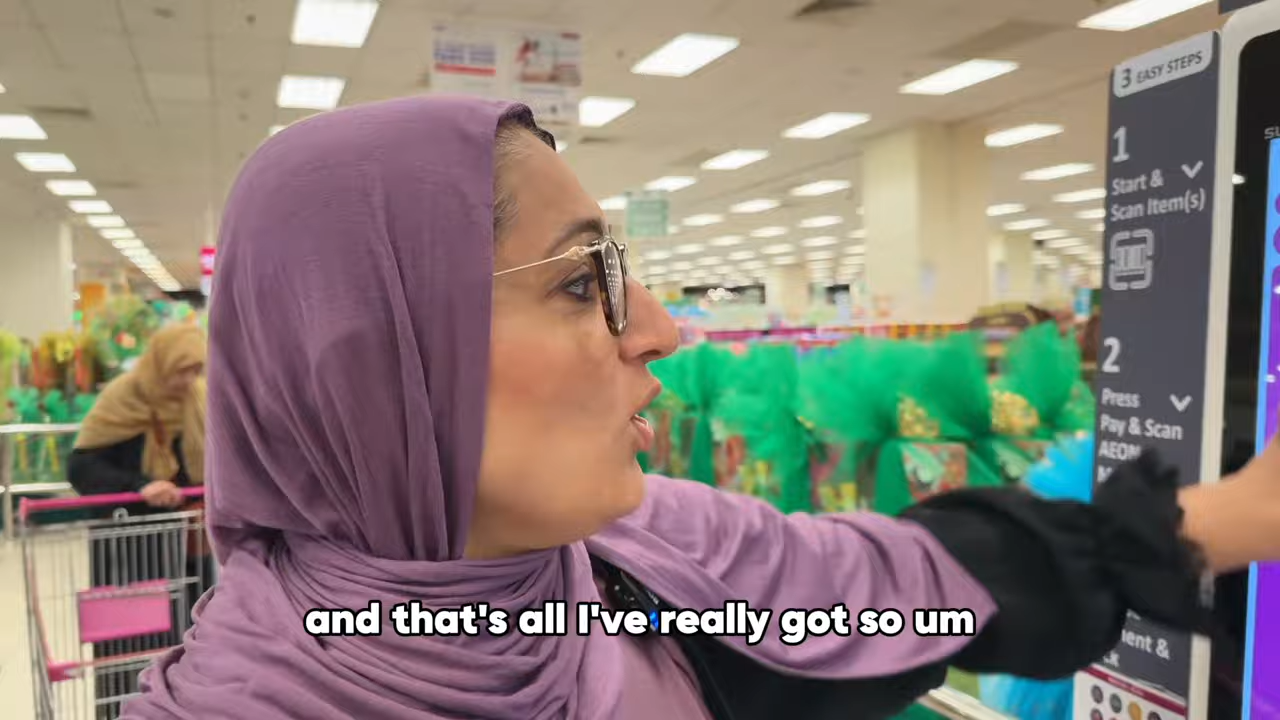 3 EASY STEPS
1
Start &
Scan Item(s)
2
Press
Pay & Scan
AEON
and that's all I've really got so um